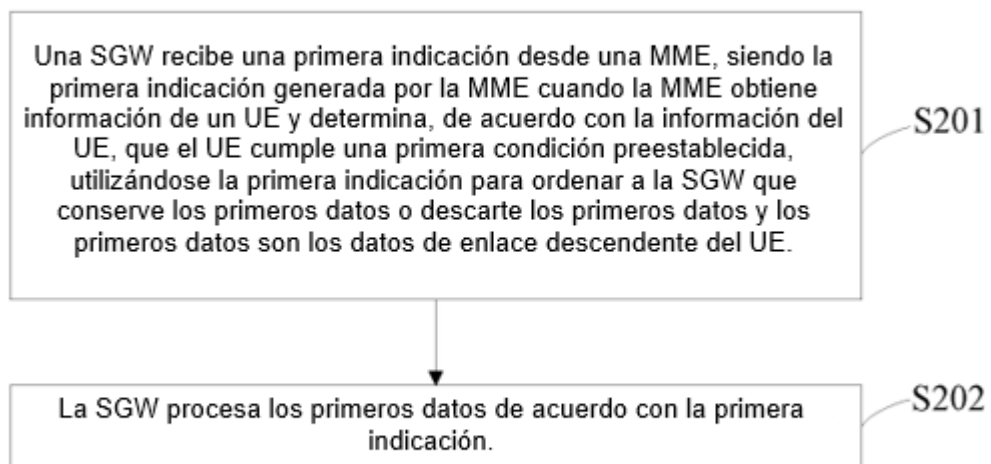 Una SGW recibe una primera indicación desde una MME, siendo la
primera indicación generada por la MME cuando la MME obtiene
información de un UE y determina, de acuerdo con la información del
UE, que el UE cumple una primera condición preestablecida,
utilizándose la primera indicación para ordenar a la SGW que
conserve los primeros datos o descarte los primeros datos y los
primeros datos son los datos de enlace descendente del UE.
S201
La SGW procesa los primeros datos de acuerdo con la primera
indicación.
S202